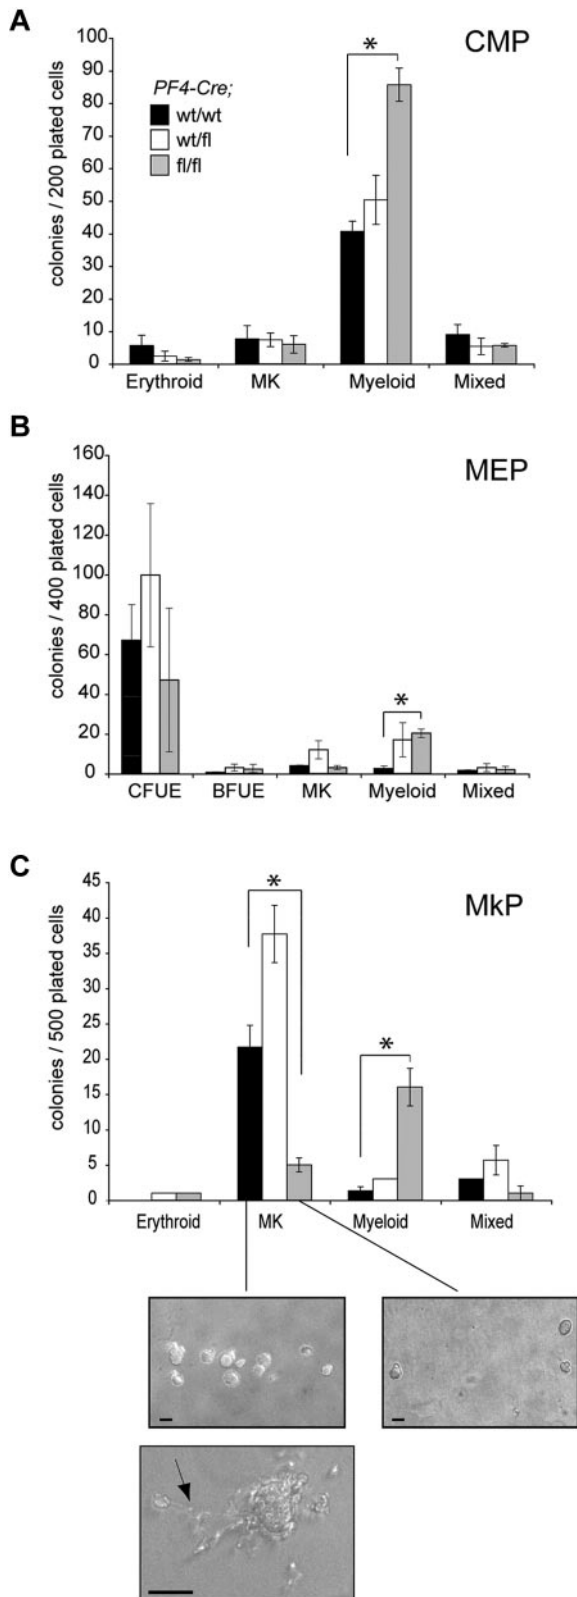 A
CMP
colonies / 200 plated cells
100
90
80
70
60
50
40
30
20
10
0
PF4-Cre;
wt/wt
wt/fl
fl/fl
*
Erythroid MK Myeloid Mixed
B
MEP
colonies / 400 plated cells
160
140
120
100
80
60
40
20
0
*
CFUE BFUE MK Myeloid Mixed
C
MkP
colonies / 500 plated cells
45
40
35
30
25
20
15
10
5
0
*
*
Erythroid MK Myeloid Mixed